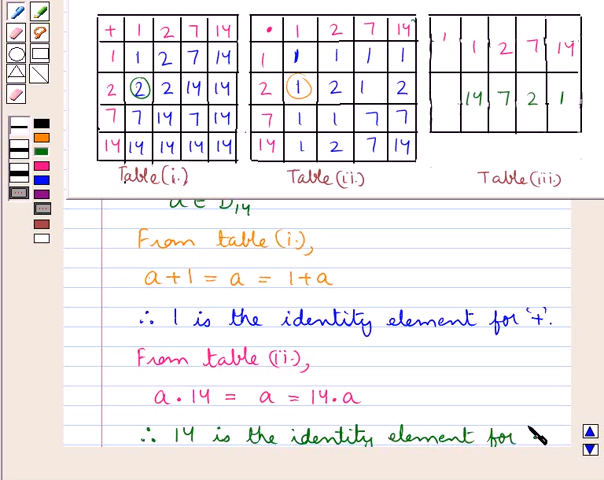 + 1 2 7 14
1 1 2 7 14
2 2 2 14 14
7 7 14 7 14
14 14 14 14 14
Table(i.)
• 1 2 7 14
1 1 1 1 1
2 1 2 1 2
7 1 1 7 7
14 1 2 7 14
Table(ii.)
' 1 2 7 14
14 7 2 1
Table(iii)
a ∈ D14
From table(i.),
a+1 = a = 1+a
∴ 1 is the identity element for '+'.
From table (ii.),
a • 14 = a = 14 • a
∴ 14 is the identity element for